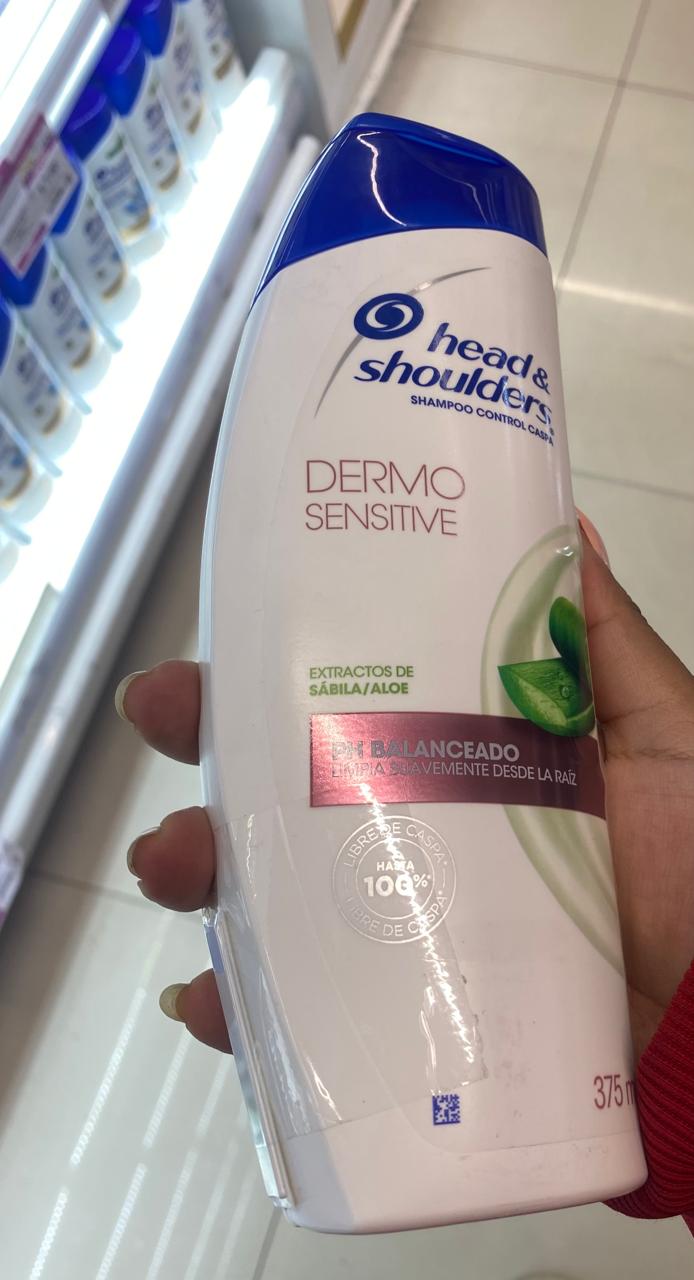 head &
shoulders®
SHAMPOO CONTROL CASPA
DERMO
SENSITIVE
EXTRACTOS DE
SÁBILA/ALOE
PH BALANCEADO
LIMPIA SUAVEMENTE DESDE LA RAÍZ
LIBRE DE CASPA*
HASTA
100%*
LIBRE DE CASPA*
375 m